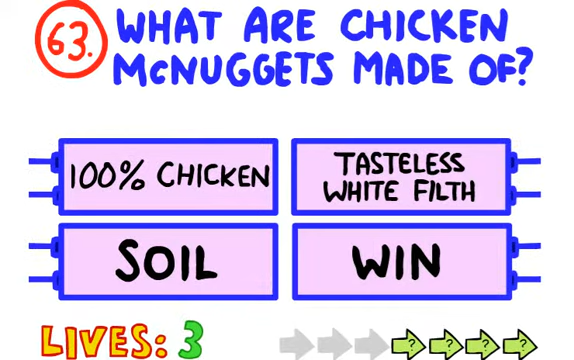 63.
WHAT ARE CHICKEN
McNUGGETS MADE OF?
100% CHICKEN
TASTELESS
WHITE FILTH
SOIL
WIN
LIVES: 3
? ? ? ?